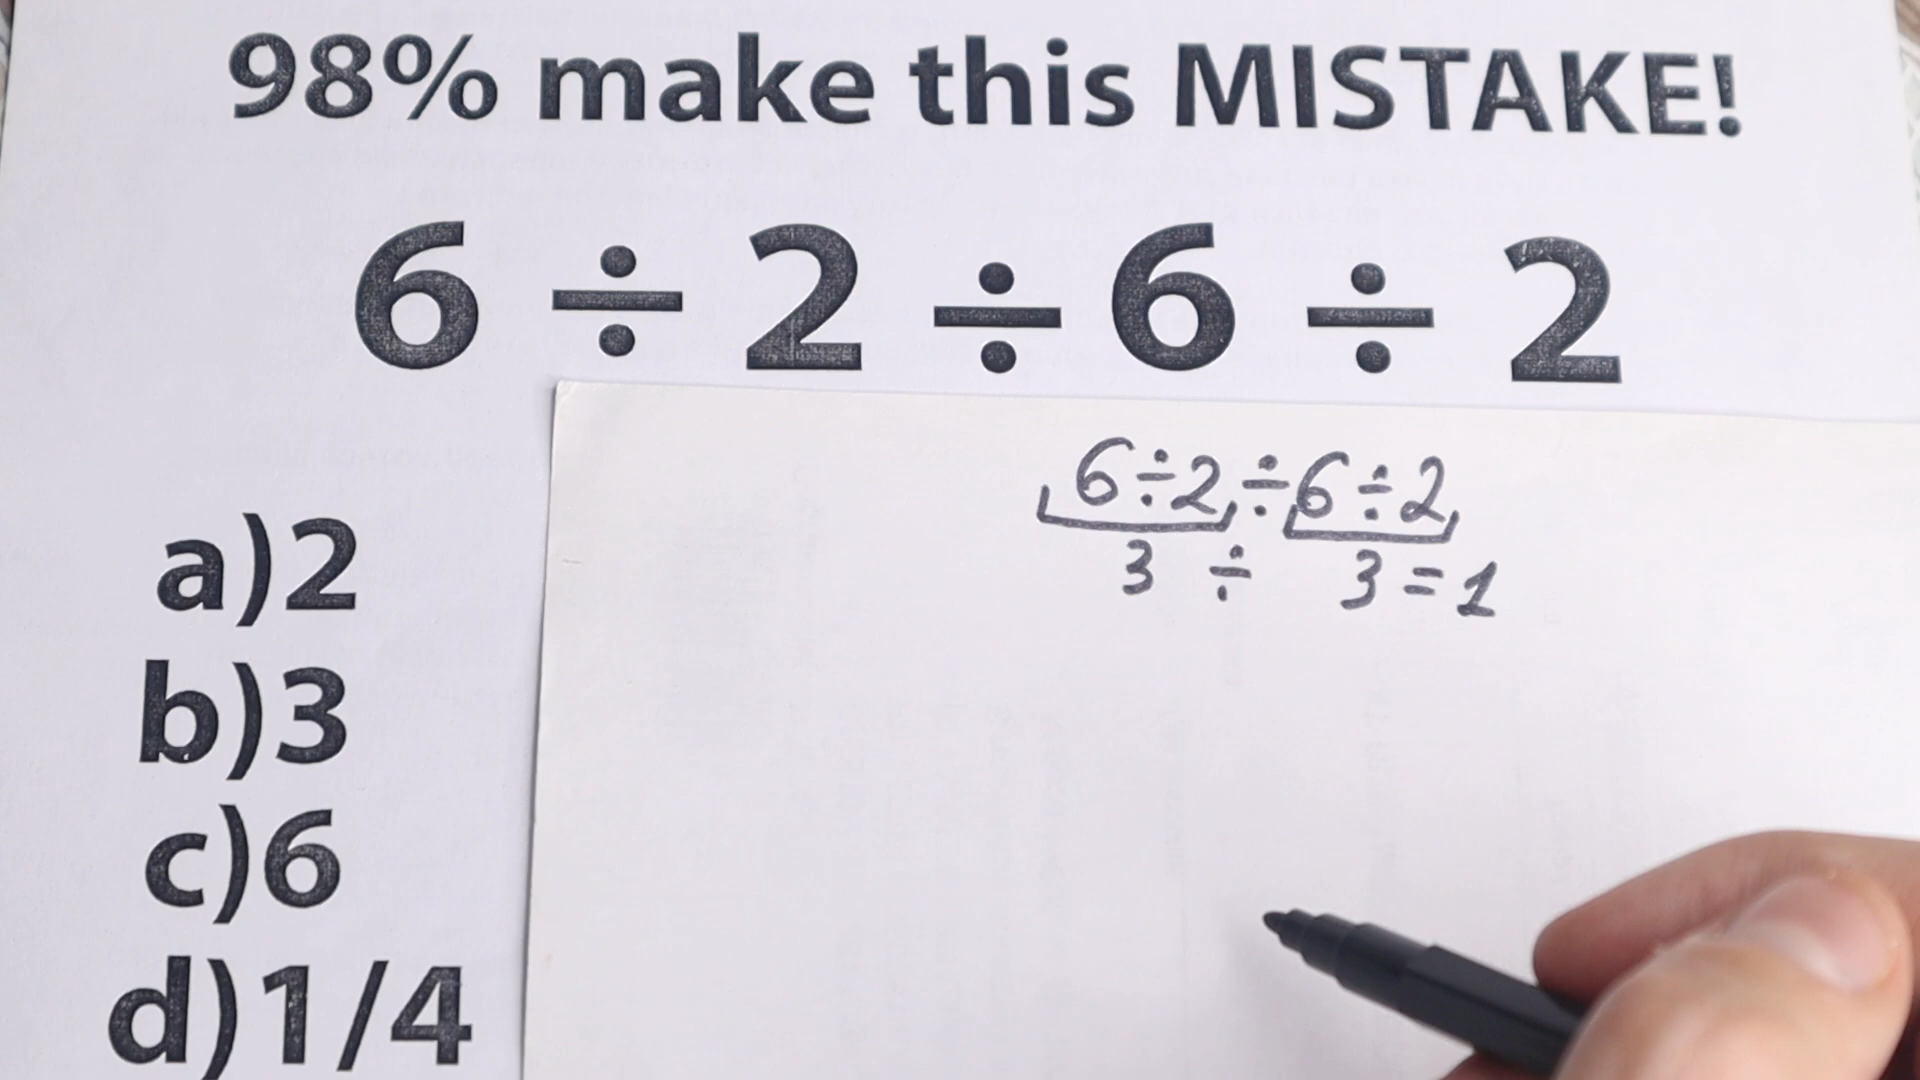 98% make this MISTAKE!
6 ÷ 2 ÷ 6 ÷ 2
6÷2÷6÷2
3 ÷ 3 = 1
a)2
b)3
c)6
d)1/4